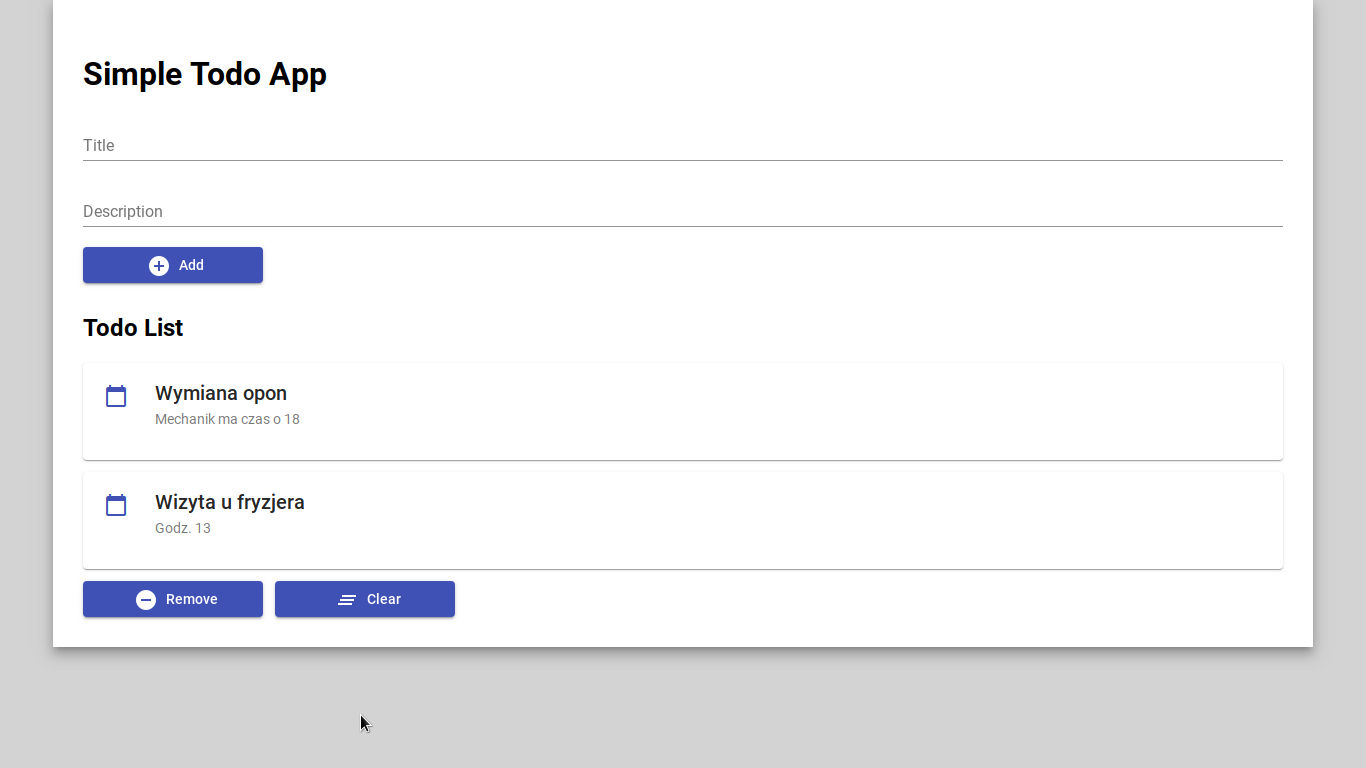 Simple Todo App
Title
Description
Add
Todo List
Wymiana opon
Mechanik ma czas o 18
Wizyta u fryzjera
Godz. 13
Remove
Clear